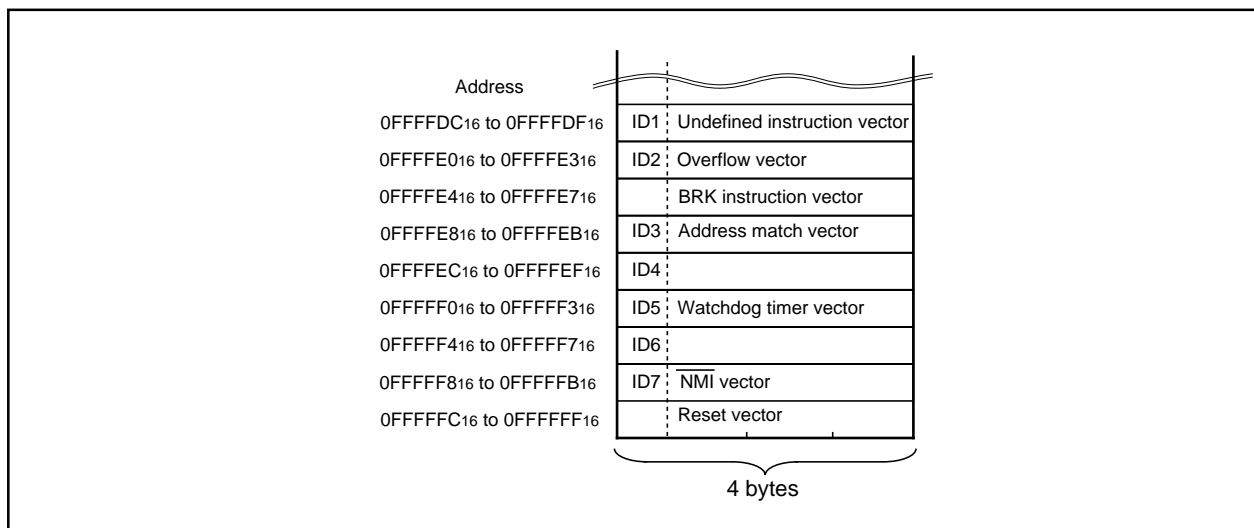 Address
0FFFFDC16 to 0FFFFDF16 ID1 Undefined instruction vector
0FFFFE016 to 0FFFFE316 ID2 Overflow vector
0FFFFE416 to 0FFFFE716 BRK instruction vector
0FFFFE816 to 0FFFFEB16 ID3 Address match vector
0FFFFEC16 to 0FFFFEF16 ID4
0FFFFF016 to 0FFFFF316 ID5 Watchdog timer vector
0FFFFF416 to 0FFFFF716 ID6
0FFFFF816 to 0FFFFFB16 ID7 NMI vector
0FFFFFC16 to 0FFFFFF16 Reset vector
4 bytes